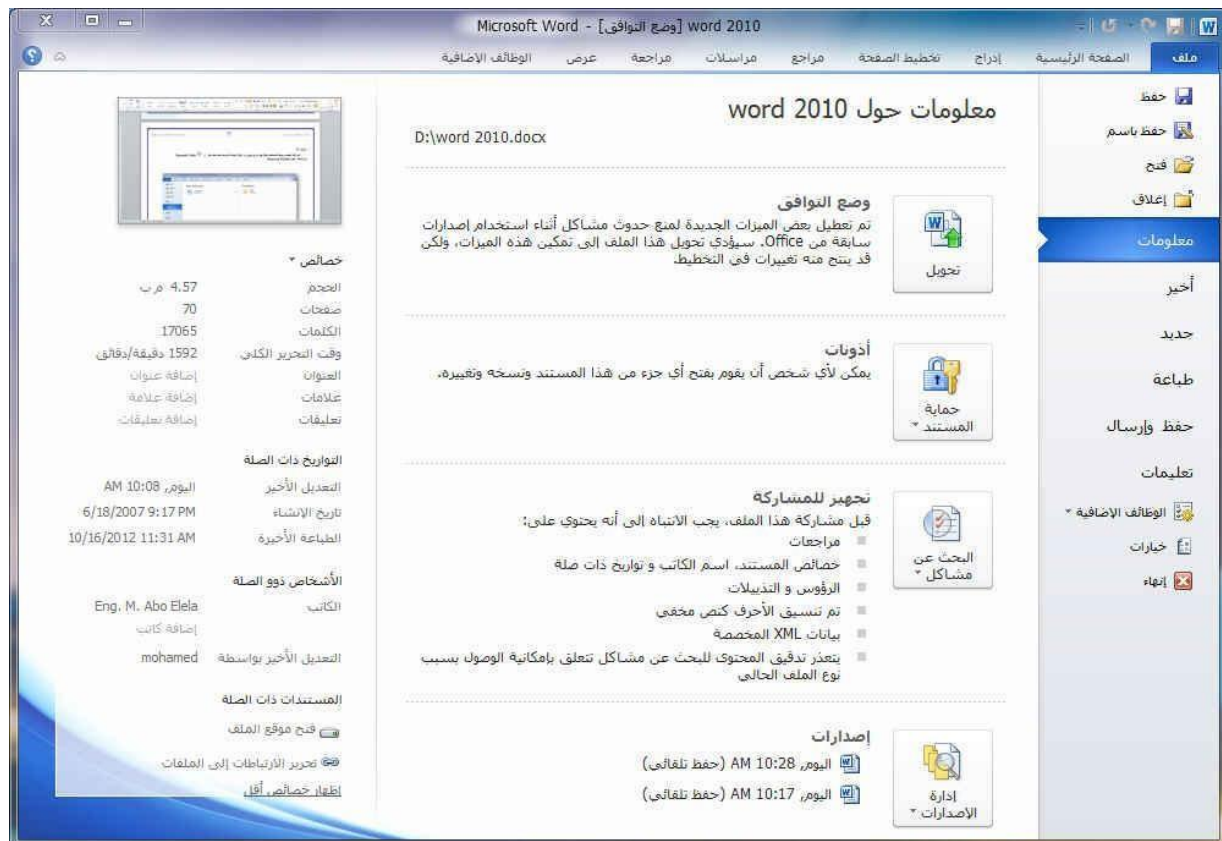 word 2010 [وضع التوافق] - Microsoft Word
ملف الصفحة الرئيسية إدراج تخطيط الصفحة مراجع مراسلات مراجعة عرض الوظائف الإضافية
حفظ
حفظ باسم
فتح
إغلاق
معلومات
أخير
جديد
طباعة
حفظ وإرسال
تعليمات
الوظائف الإضافية
خيارات
إنهاء
معلومات حول word 2010
D:\word 2010.docx
تحويل
وضع التوافق
تم تعطيل بعض الميزات الجديدة لمنع حدوث مشاكل أثناء استخدام إصدارات
سابقة من Office. سيؤدي تحويل هذا الملف إلى تمكين هذه الميزات، ولكن
قد ينتج منه تغييرات في التخطيط.
حماية
المستند
أذونات
يمكن لأي شخص أن يقوم بفتح أي جزء من هذا المستند ونسخه وتغييره.
البحث عن
مشاكل
تجهيز للمشاركة
قبل مشاركة هذا الملف، يجب الانتباه إلى أنه يحتوي على:
مراجعات
خصائص المستند، اسم الكاتب و تواريخ ذات صلة
الرؤوس و التذييلات
تم تنسيق الأحرف كنص مخفي
بيانات XML المخصصة
يتعذر تدقيق المحتوى للبحث عن مشاكل تتعلق بإمكانية الوصول بسبب
نوع الملف الحالي
إدارة
الإصدارات
إصدارات
اليوم, 10:28 AM (حفظ تلقائي)
اليوم, 10:17 AM (حفظ تلقائي)
خصائص
الحجم 4.57 م ب
صفحات 70
الكلمات 17065
وقت التحرير الكلي 1592 دقيقة/دقائق
العنوان إضافة عنوان
علامات إضافة علامة
تعليقات إضافة تعليقات
التواريخ ذات الصلة
التعديل الأخير اليوم, 10:08 AM
تاريخ الانشاء 6/18/2007 9:17 PM
الطباعة الأخيرة 10/16/2012 11:31 AM
الأشخاص ذوو الصلة
الكاتب Eng. M. Abo Elela
إضافة كاتب
التعديل الأخير بواسطة mohamed
المستندات ذات الصلة
فتح موقع الملف
تحرير الارتباطات إلى الملفات
إظهار خصائص أقل